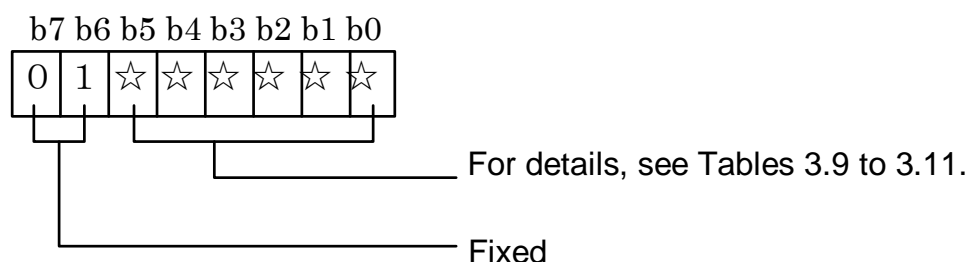 b7 b6 b5 b4 b3 b2 b1 b0
0 1 ☆ ☆ ☆ ☆ ☆ ☆
For details, see Tables 3.9 to 3.11.
Fixed